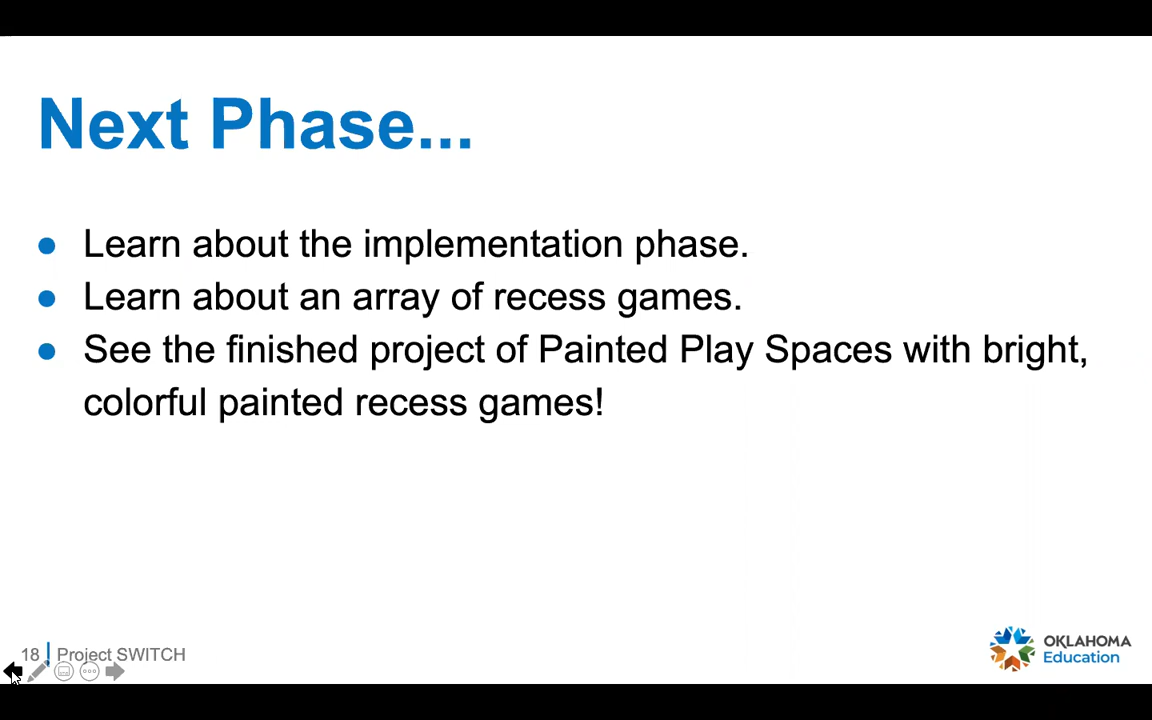 Next Phase...
● Learn about the implementation phase.
● Learn about an array of recess games.
● See the finished project of Painted Play Spaces with bright,
colorful painted recess games!
18 | Project SWITCH
OKLAHOMA
Education